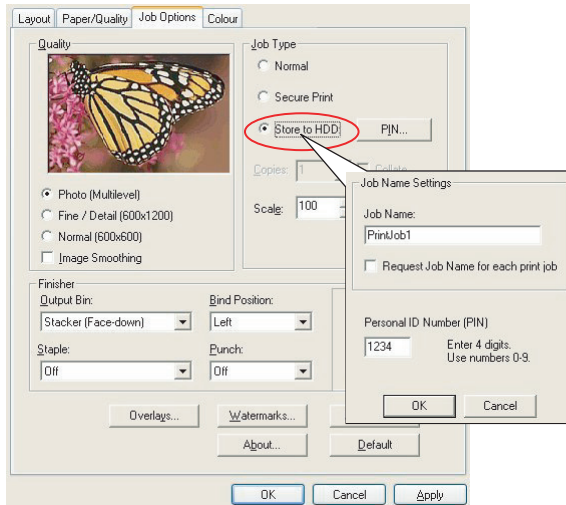 Layout Paper/Quality Job Options Colour
Quality
Photo (Multilevel)
Fine / Detail (600x1200)
Normal (600x600)
Image Smoothing
Job Type
Normal
Secure Print
Store to HDD PIN...
Copies: 1 Collate
Scale: 100
Job Name Settings
Job Name:
PrintJob1
Request Job Name for each print job
Personal ID Number (PIN)
1234 Enter 4 digits.
Use numbers 0-9.
OK Cancel
Finisher
Output Bin: Bind Position:
Stacker (Face-down) Left
Staple: Punch:
Off Off
Overlays... Watermarks...
About... Default
OK Cancel Apply